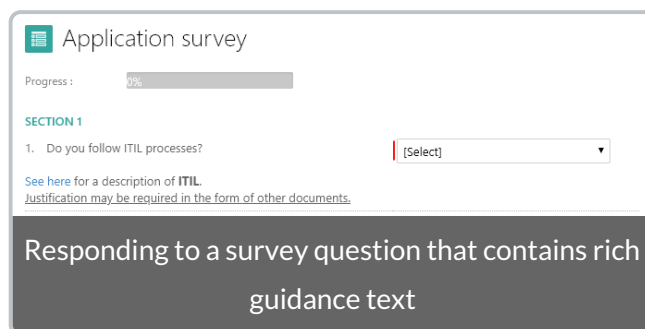 Application survey
Progress : 0%
SECTION 1
1. Do you follow ITIL processes? [Select]
See here for a description of ITIL.
Justification may be required in the form of other documents.
Responding to a survey question that contains rich
guidance text